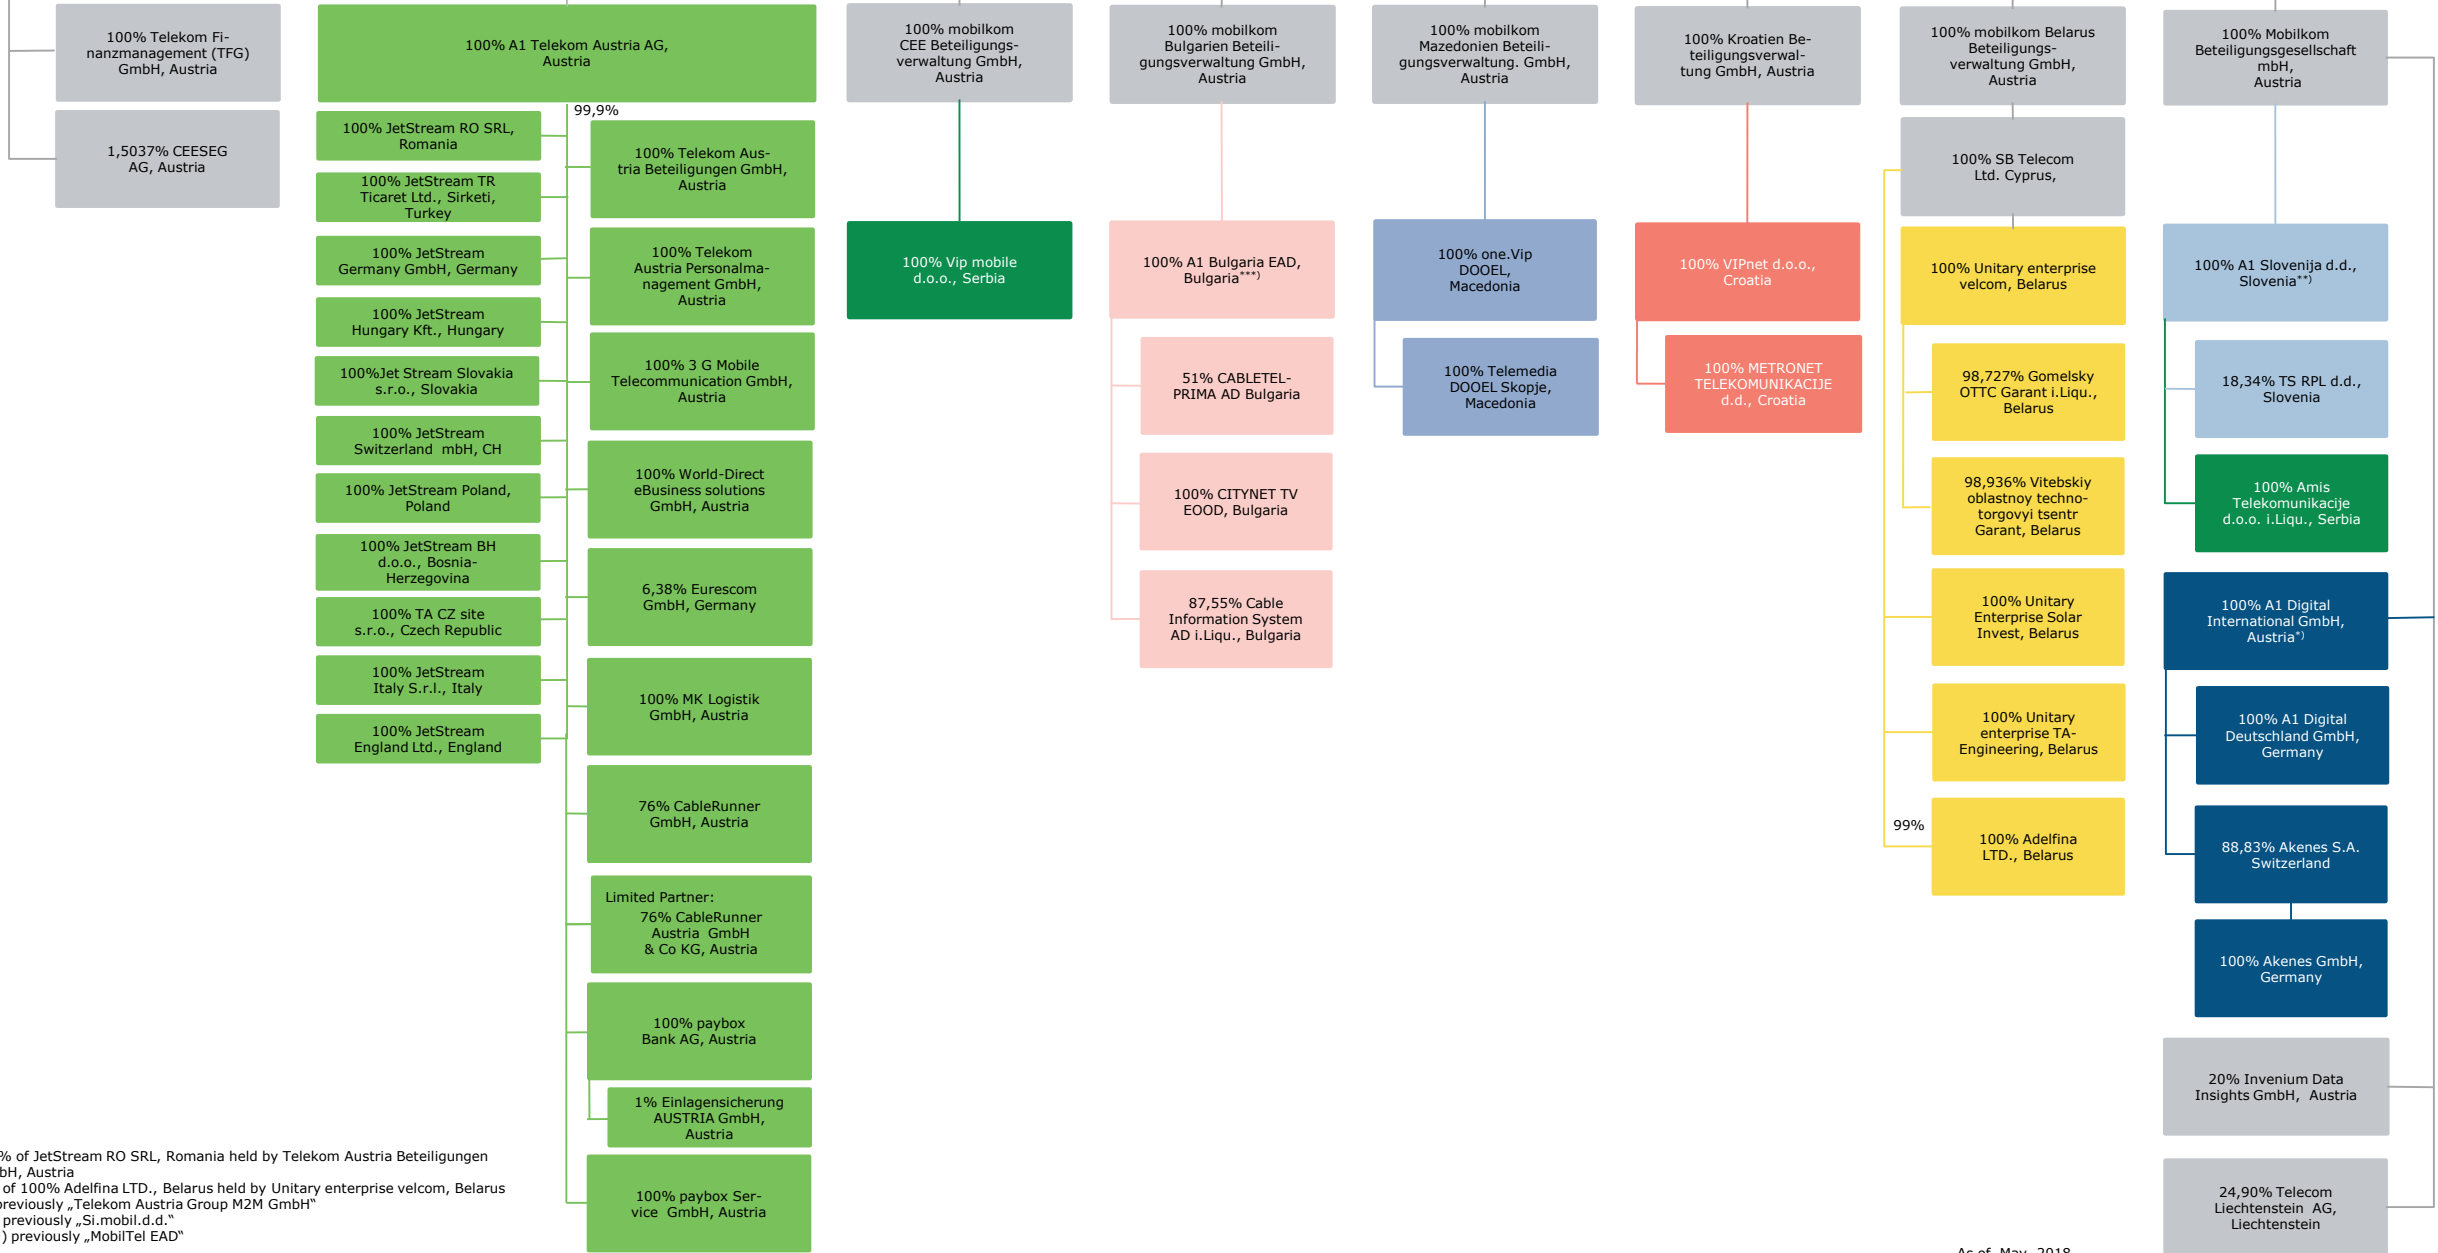 100% Telekom Fi-
nanzmanagement (TFG)
GmbH, Austria
1,5037% CEESEG
AG, Austria
100% A1 Telekom Austria AG,
Austria
99,9%
100% JetStream RO SRL,
Romania
100% JetStream TR
Ticaret Ltd., Sirketi,
Turkey
100% JetStream
Germany GmbH, Germany
100% JetStream
Hungary Kft., Hungary
100%Jet Stream Slovakia
s.r.o., Slovakia
100% JetStream
Switzerland mbH, CH
100% JetStream Poland,
Poland
100% JetStream BH
d.o.o., Bosnia-
Herzegovina
100% TA CZ site
s.r.o., Czech Republic
100% JetStream
Italy S.r.l., Italy
100% JetStream
England Ltd., England
100% Telekom Aus-
tria Beteiligungen GmbH,
Austria
100% Telekom
Austria Personalma-
nagement GmbH,
Austria
100% 3 G Mobile
Telecommunication GmbH,
Austria
100% World-Direct
eBusiness solutions
GmbH, Austria
6,38% Eurescom
GmbH, Germany
100% MK Logistik
GmbH, Austria
76% CableRunner
GmbH, Austria
Limited Partner:
76% CableRunner
Austria GmbH
& Co KG, Austria
100% paybox
Bank AG, Austria
1% Einlagensicherung
AUSTRIA GmbH,
Austria
100% paybox Ser-
vice GmbH, Austria
100% mobilkom
CEE Beteiligungs-
verwaltung GmbH,
Austria
100% Vip mobile
d.o.o., Serbia
100% mobilkom
Bulgarien Beteili-
gungsverwaltung GmbH,
Austria
100% A1 Bulgaria EAD,
Bulgaria***)
51% CABLETEL-
PRIMA AD Bulgaria
100% CITYNET TV
EOOD, Bulgaria
87,55% Cable
Information System
AD i.Liqu., Bulgaria
100% mobilkom
Mazedonien Beteili-
gungsverwaltung. GmbH,
Austria
100% one.Vip
DOOEL,
Macedonia
100% Telemedia
DOOEL Skopje,
Macedonia
100% Kroatien Be-
teiligungsverwal-
tung GmbH, Austria
100% VIPnet d.o.o.,
Croatia
100% METRONET
TELEKOMUNIKACIJE
d.d., Croatia
100% mobilkom Belarus
Beteiligungs-
verwaltung GmbH,
Austria
100% SB Telecom
Ltd. Cyprus,
100% Unitary enterprise
velcom, Belarus
98,727% Gomelsky
OTTC Garant i.Liqu.,
Belarus
98,936% Vitebskiy
oblastnoy techno-
torgovyi tsentr
Garant, Belarus
100% Unitary
Enterprise Solar
Invest, Belarus
100% Unitary
enterprise TA-
Engineering, Belarus
99%
100% Adelfina
LTD., Belarus
100% Mobilkom
Beteiligungsgesellschaft
mbH,
Austria
100% A1 Slovenija d.d.,
Slovenia**)
18,34% TS RPL d.d.,
Slovenia
100% Amis
Telekomunikacije
d.o.o. i.Liqu., Serbia
100% A1 Digital
International GmbH,
Austria*)
100% A1 Digital
Deutschland GmbH,
Germany
88,83% Akenes S.A.
Switzerland
100% Akenes GmbH,
Germany
20% Invenium Data
Insights GmbH, Austria
24,90% Telecom
Liechtenstein AG,
Liechtenstein
% of JetStream RO SRL, Romania held by Telekom Austria Beteiligungen
bH, Austria
of 100% Adelfina LTD., Belarus held by Unitary enterprise velcom, Belarus
previously „Telekom Austria Group M2M GmbH“
previously „Si.mobil.d.d.“
) previously „MobilTel EAD“
As of May, 2018